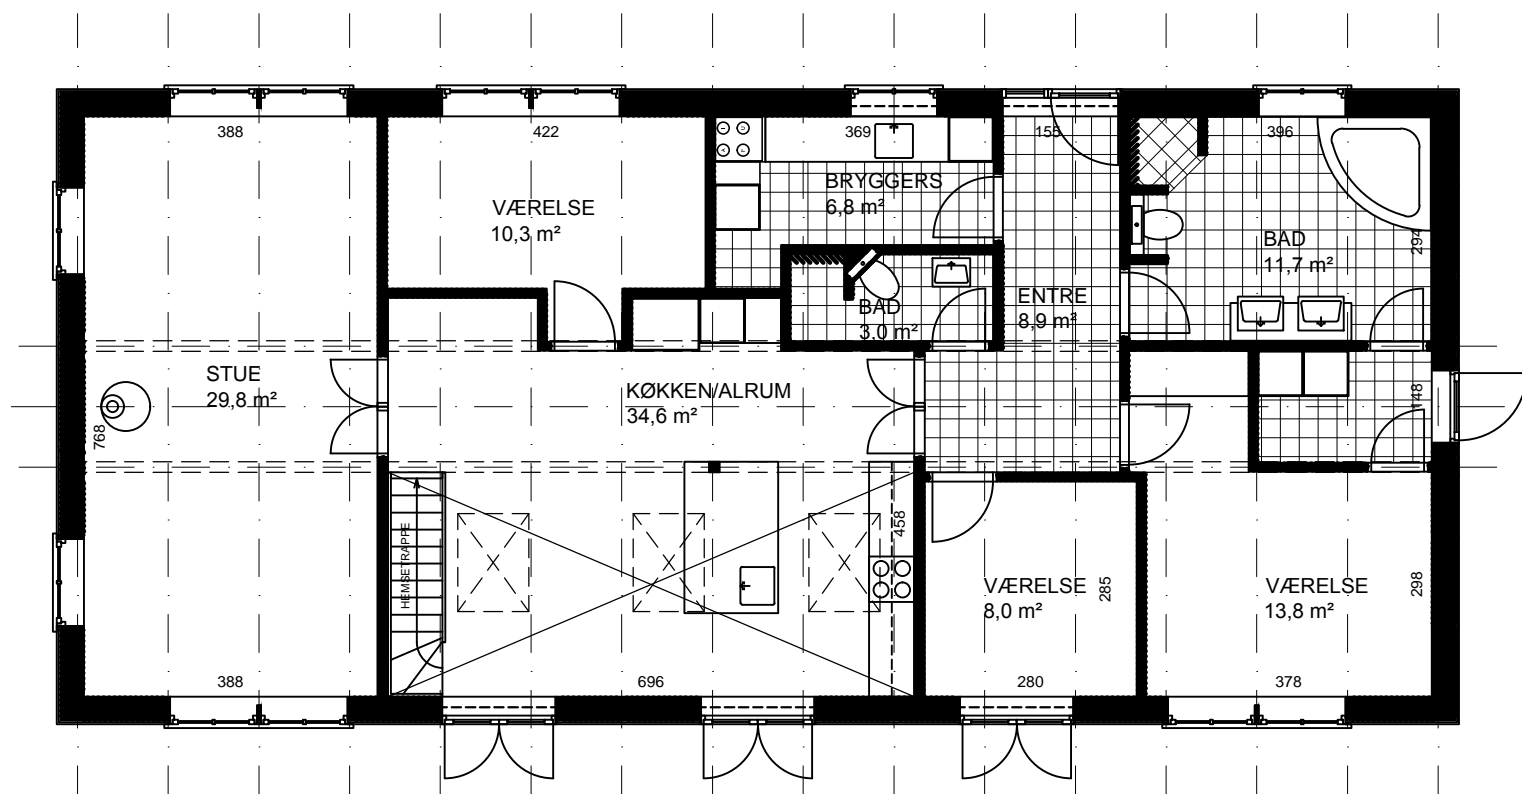 388
422
369
155
396
BRYGGERS
6,8 m²
VÆRELSE
10,3 m²
BAD
11,7 m²
294
ENTRE
8,9 m²
BAD
3,0 m²
STUE
29,8 m²
KØKKEN/ALRUM
34,6 m²
148
768
458
HEMSETRAPPE
VÆRELSE
8,0 m²
285
VÆRELSE
13,8 m²
298
388
696
280
378